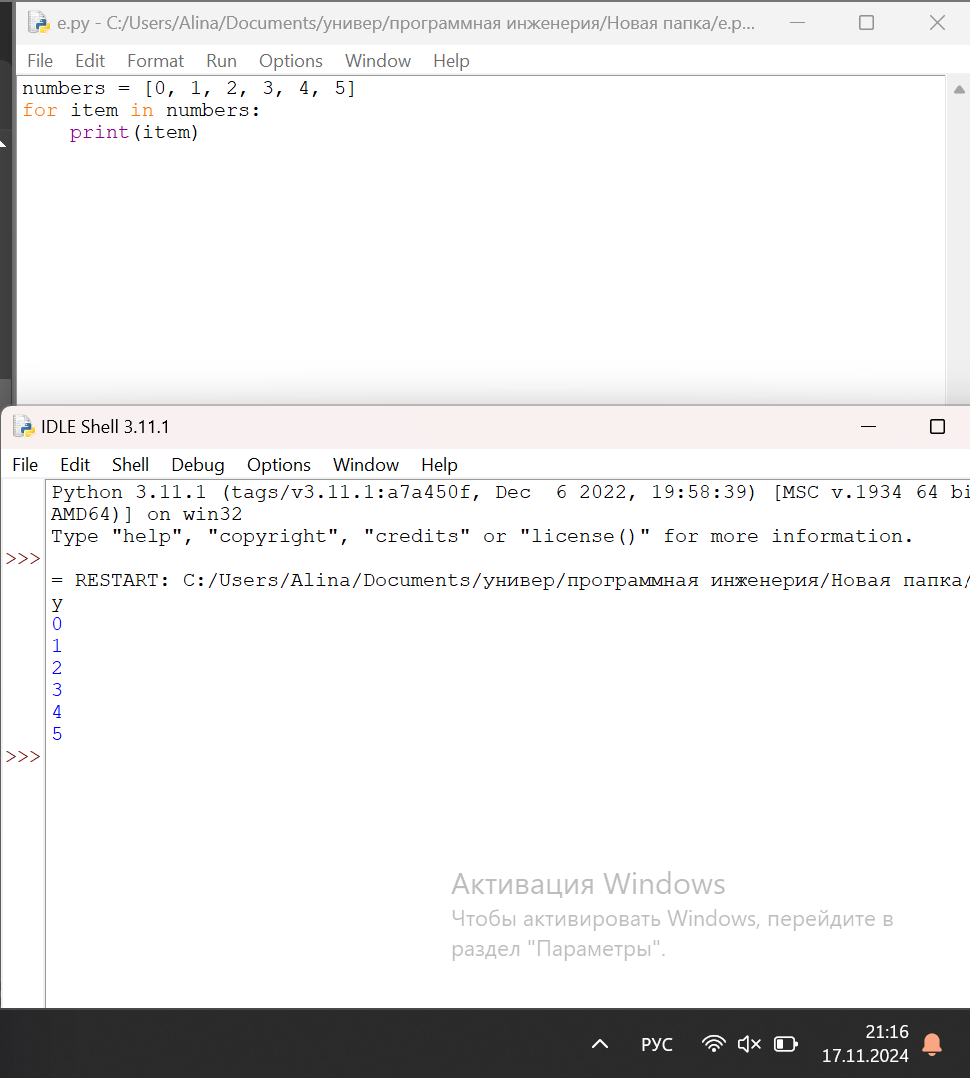 e.py - C:/Users/Alina/Documents/универ/программная инженерия/Новая папка/e.p...
File Edit Format Run Options Window Help
numbers = [0, 1, 2, 3, 4, 5]
for item in numbers:
    print(item)
IDLE Shell 3.11.1
File Edit Shell Debug Options Window Help
Python 3.11.1 (tags/v3.11.1:a7a450f, Dec  6 2022, 19:58:39) [MSC v.1934 64 bi
AMD64)] on win32
Type "help", "copyright", "credits" or "license()" for more information.
>>>
= RESTART: C:/Users/Alina/Documents/универ/программная инженерия/Новая папка/
y
0
1
2
3
4
5
>>>
Активация Windows
Чтобы активировать Windows, перейдите в
раздел "Параметры".
РУС
21:16
17.11.2024